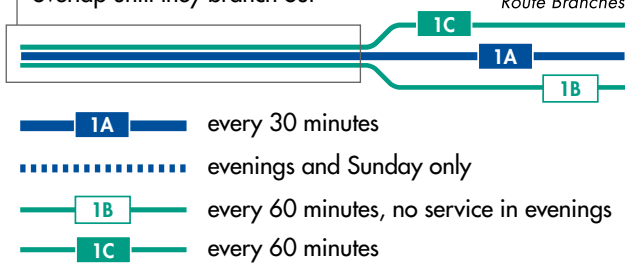 overlap until they branch out
Route Branches
1C
1A
1B
1A every 30 minutes
evenings and Sunday only
1B every 60 minutes, no service in evenings
1C every 60 minutes